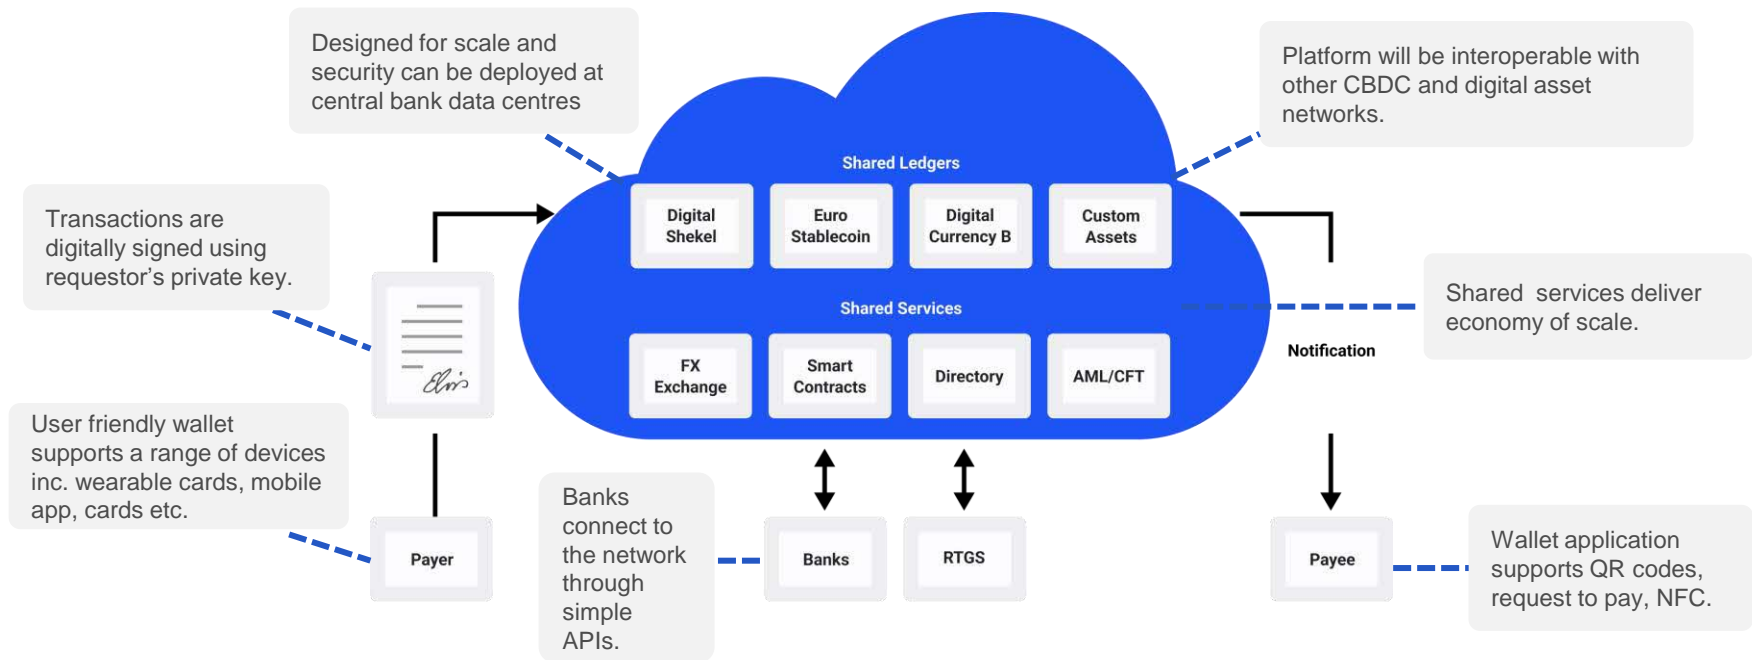 Designed for scale and
security can be deployed at
central bank data centres
Platform will be interoperable with
other CBDC and digital asset
networks.
Transactions are
digitally signed using
requestor's private key.
Shared Ledgers
Digital
Shekel
Euro
Stablecoin
Digital
Currency B
Custom
Assets
Shared services deliver
economy of scale.
Shared Services
FX
Exchange
Smart
Contracts
Directory
AML/CFT
Notification
Elvis
User friendly wallet
supports a range of devices
inc. wearable cards, mobile
app, cards etc.
Payer
Banks
connect to
the network
through
simple
APIs.
Banks
RTGS
Payee
Wallet application
supports QR codes,
request to pay, NFC.